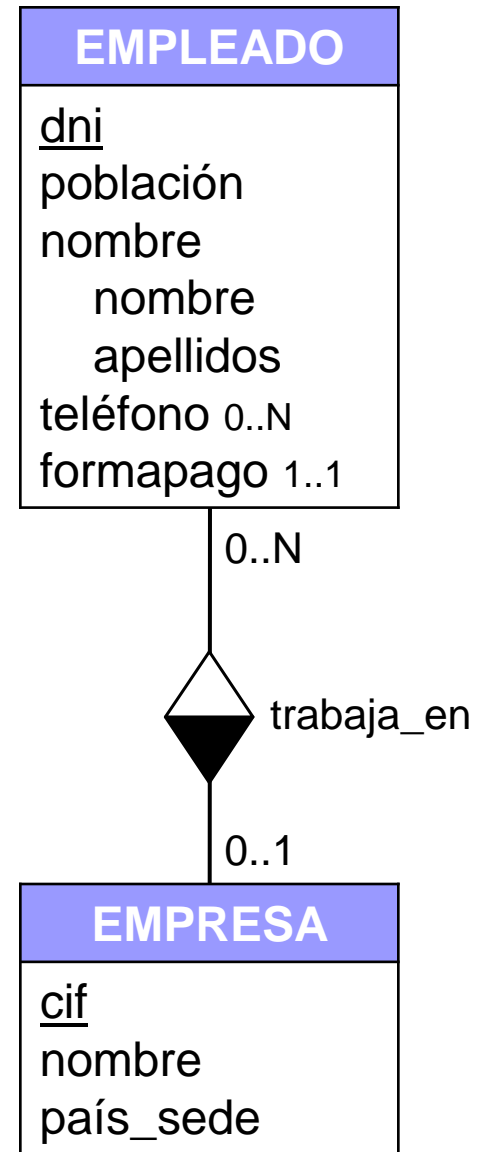 EMPLEADO
dni
población
nombre
nombre
apellidos
teléfono 0..N
formapago 1..1
0..N
trabaja_en
0..1
EMPRESA
cif
nombre
país_sede